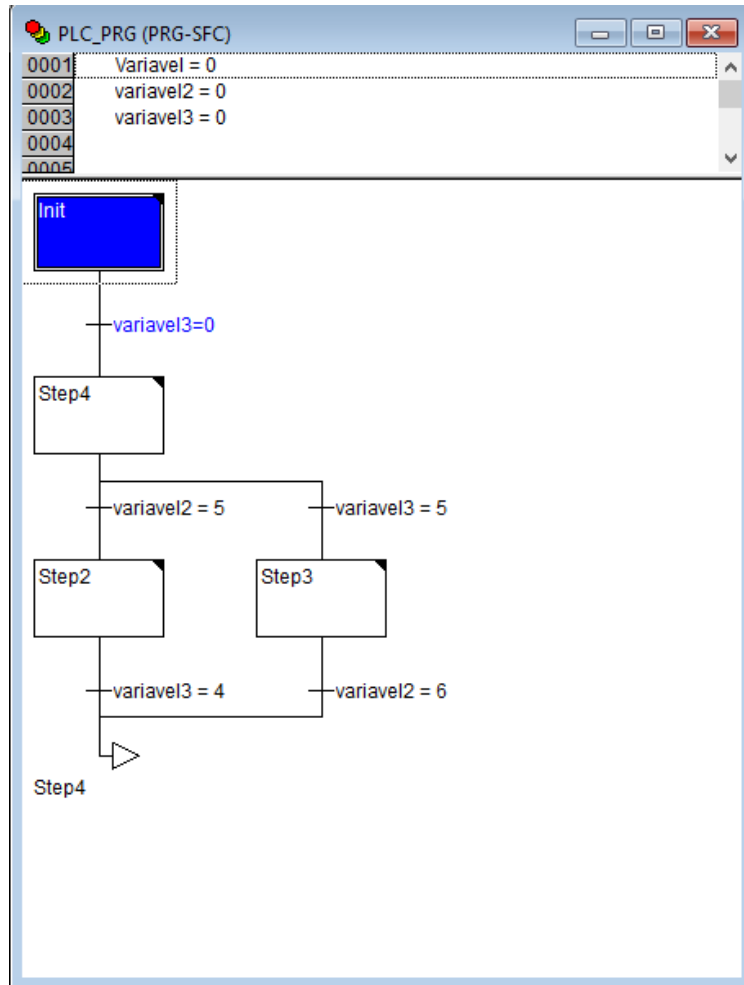 PLC_PRG (PRG-SFC)
0001 Variavel = 0
0002 variavel2 = 0
0003 variavel3 = 0
0004
0005
Init
variavel3=0
Step4
variavel2 = 5 variavel3 = 5
Step2 Step3
variavel3 = 4 variavel2 = 6
Step4